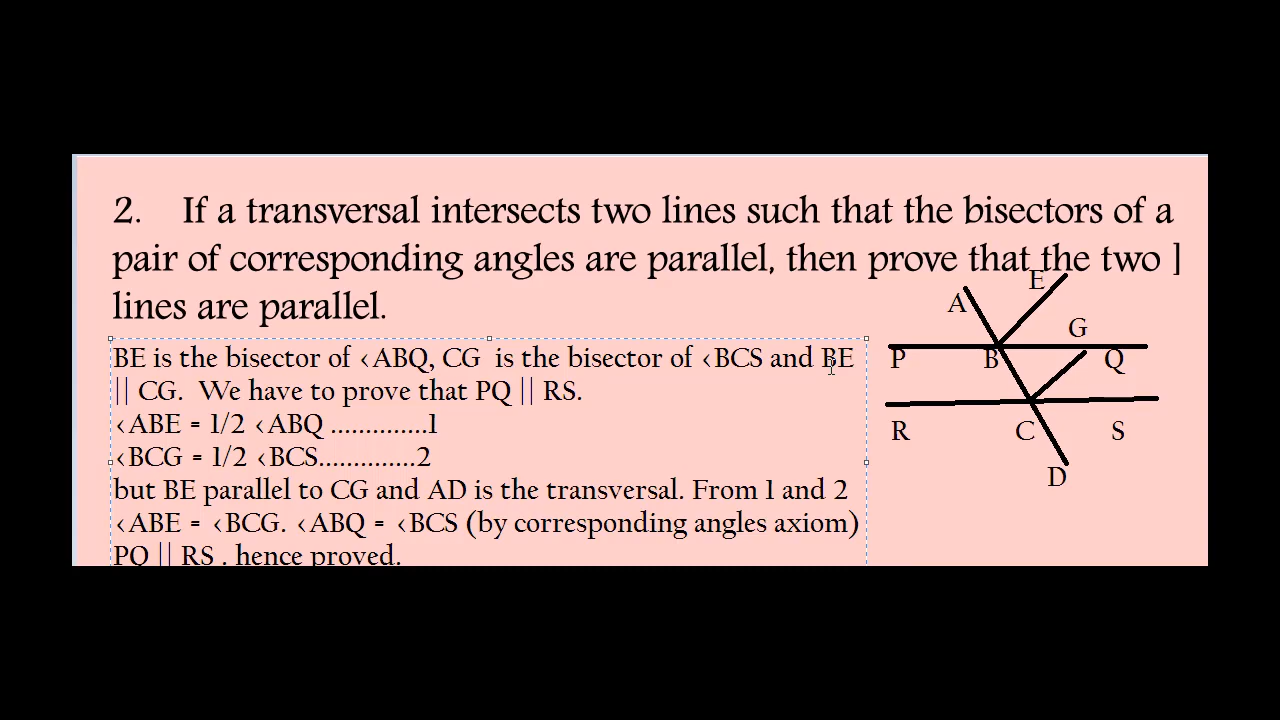 2. If a transversal intersects two lines such that the bisectors of a
pair of corresponding angles are parallel, then prove that the two ]
lines are parallel.
BE is the bisector of <ABQ, CG is the bisector of <BCS and BE
|| CG. We have to prove that PQ || RS.
<ABE = 1/2 <ABQ ..............1
<BCG = 1/2 <BCS..............2
but BE parallel to CG and AD is the transversal. From 1 and 2
<ABE = <BCG. <ABQ = <BCS (by corresponding angles axiom)
PQ || RS . hence proved.
E
A
G
P B Q
R C S
D